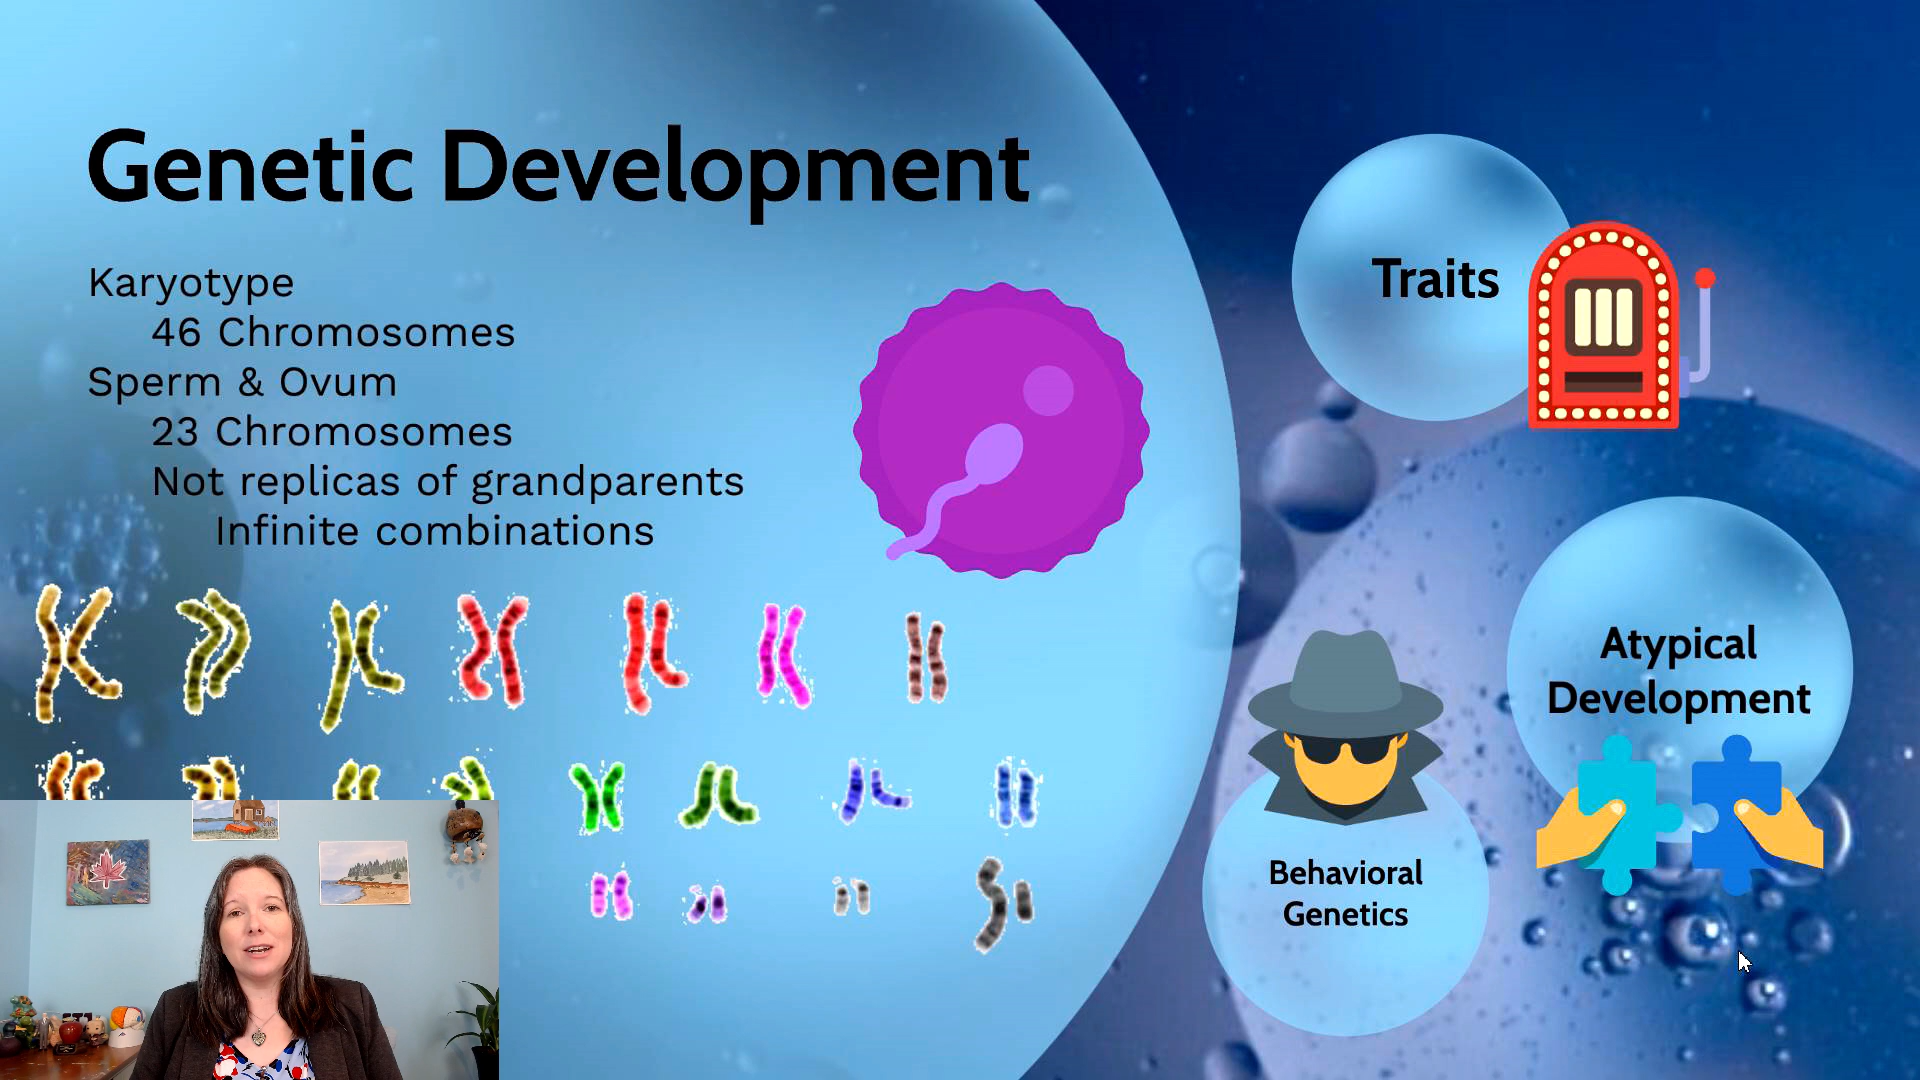 Genetic Development
Karyotype
46 Chromosomes
Sperm & Ovum
23 Chromosomes
Not replicas of grandparents
Infinite combinations
Traits
Atypical
Development
Behavioral
Genetics